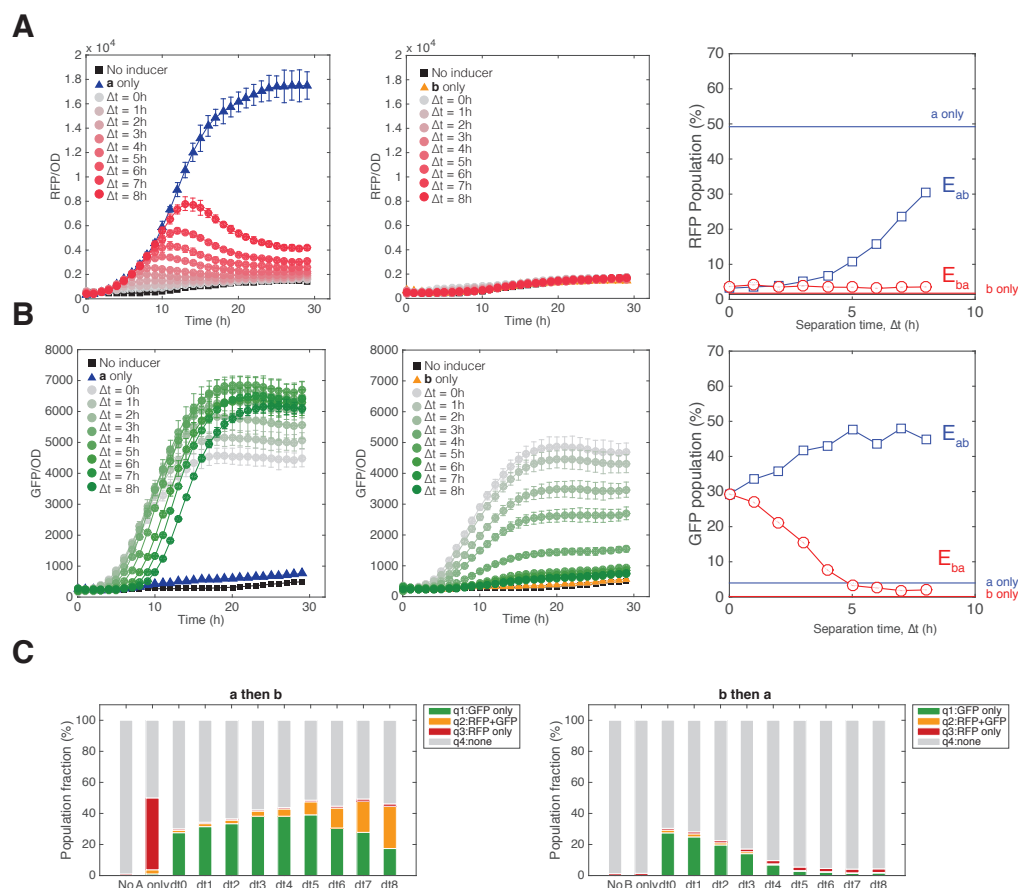 A
x 10⁴
2
1.8
1.6
1.4
1.2
1
0.8
0.6
0.4
0.2
0
RFP/OD
No inducer
a only
Δt = 0h
Δt = 1h
Δt = 2h
Δt = 3h
Δt = 4h
Δt = 5h
Δt = 6h
Δt = 7h
Δt = 8h
0 10 20 30
Time (h)
x 10⁴
2
1.8
1.6
1.4
1.2
1
0.8
0.6
0.4
0.2
0
RFP/OD
No inducer
b only
Δt = 0h
Δt = 1h
Δt = 2h
Δt = 3h
Δt = 4h
Δt = 5h
Δt = 6h
Δt = 7h
Δt = 8h
0 10 20 30
Time (h)
70
60
50
40
30
20
10
0
RFP Population (%)
a only
Eab
Eba
b only
0 5 10
Separation time, Δt (h)
B
8000
7000
6000
5000
4000
3000
2000
1000
0
GFP/OD
No inducer
a only
Δt = 0h
Δt = 1h
Δt = 2h
Δt = 3h
Δt = 4h
Δt = 5h
Δt = 6h
Δt = 7h
Δt = 8h
0 10 20 30
Time (h)
8000
7000
6000
5000
4000
3000
2000
1000
0
GFP/OD
No inducer
b only
Δt = 0h
Δt = 1h
Δt = 2h
Δt = 3h
Δt = 4h
Δt = 5h
Δt = 6h
Δt = 7h
Δt = 8h
0 10 20 30
Time (h)
70
60
50
40
30
20
10
0
GFP population (%)
Eab
Eba
a only
b only
0 5 10
Separation time, Δt (h)
C
a then b
100
80
60
40
20
0
Population fraction (%)
No A only dt0 dt1 dt2 dt3 dt4 dt5 dt6 dt7 dt8
q1:GFP only
q2:RFP+GFP
q3:RFP only
q4:none
b then a
100
80
60
40
20
0
Population fraction (%)
No B only dt0 dt1 dt2 dt3 dt4 dt5 dt6 dt7 dt8
q1:GFP only
q2:RFP+GFP
q3:RFP only
q4:none